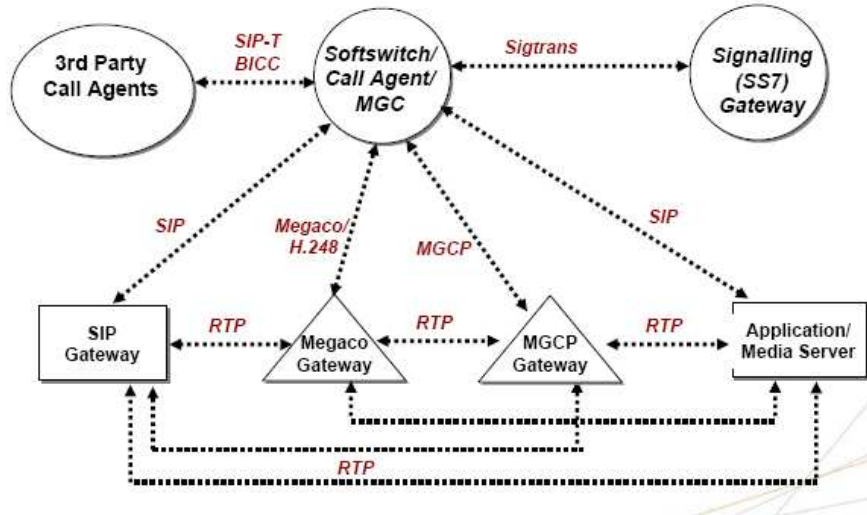 3rd Party
Call Agents
SIP-T
BICC
Softswitch/
Call Agent/
MGC
Sigtrans
Signalling
(SS7)
Gateway
SIP
Megaco/
H.248
MGCP
SIP
SIP
Gateway
RTP
Megaco
Gateway
RTP
MGCP
Gateway
RTP
Application/
Media Server
RTP